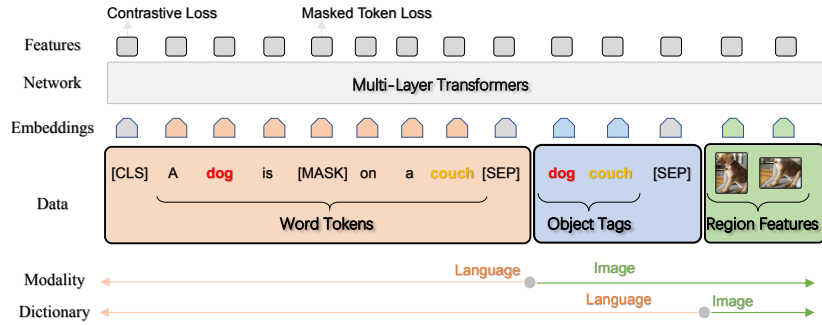 Contrastive Loss Masked Token Loss
Features
Network Multi-Layer Transformers
Embeddings
Data [CLS] A dog is [MASK] on a couch [SEP] dog couch [SEP]
Word Tokens Object Tags Region Features
Modality Language Image
Dictionary Language Image